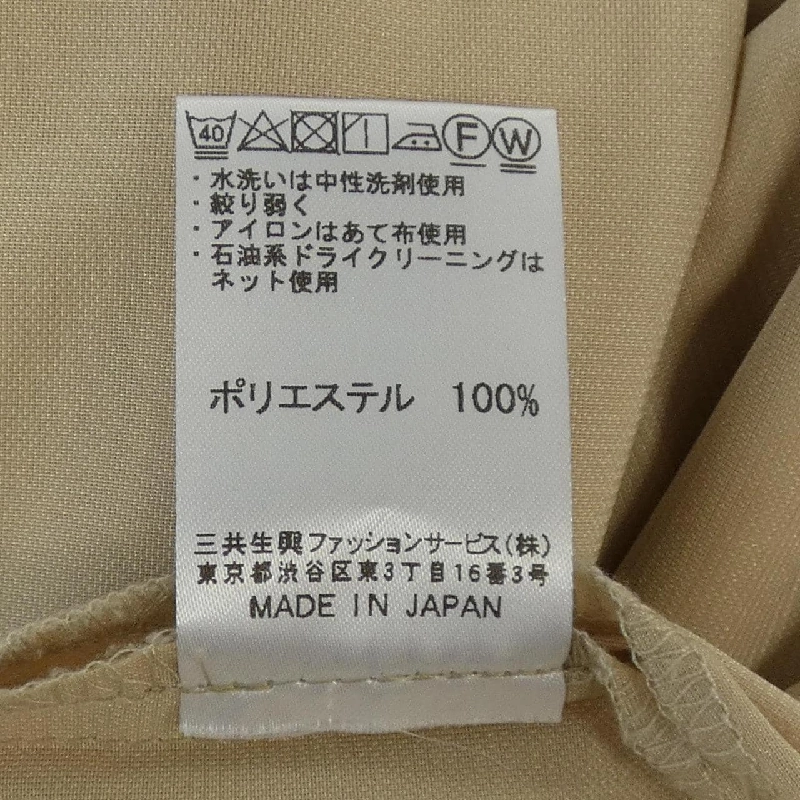 40 F W
・水洗いは中性洗剤使用
・絞り弱く
・アイロンはあて布使用
・石油系ドライクリーニングは
ネット使用
ポリエステル 100%
三共生興ファッションサービス(株)
東京都渋谷区東3丁目16番3号
MADE IN JAPAN